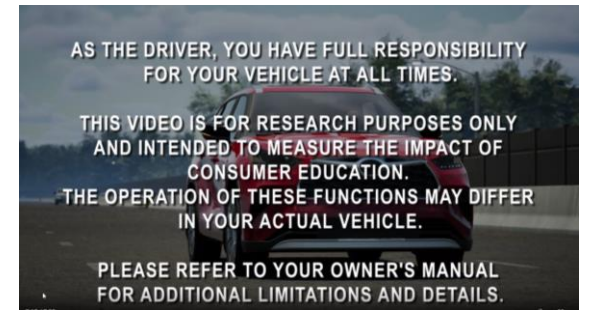 AS THE DRIVER, YOU HAVE FULL RESPONSIBILITY
FOR YOUR VEHICLE AT ALL TIMES.
THIS VIDEO IS FOR RESEARCH PURPOSES ONLY
AND INTENDED TO MEASURE THE IMPACT OF
CONSUMER EDUCATION.
THE OPERATION OF THESE FUNCTIONS MAY DIFFER
IN YOUR ACTUAL VEHICLE.
PLEASE REFER TO YOUR OWNER'S MANUAL
FOR ADDITIONAL LIMITATIONS AND DETAILS.